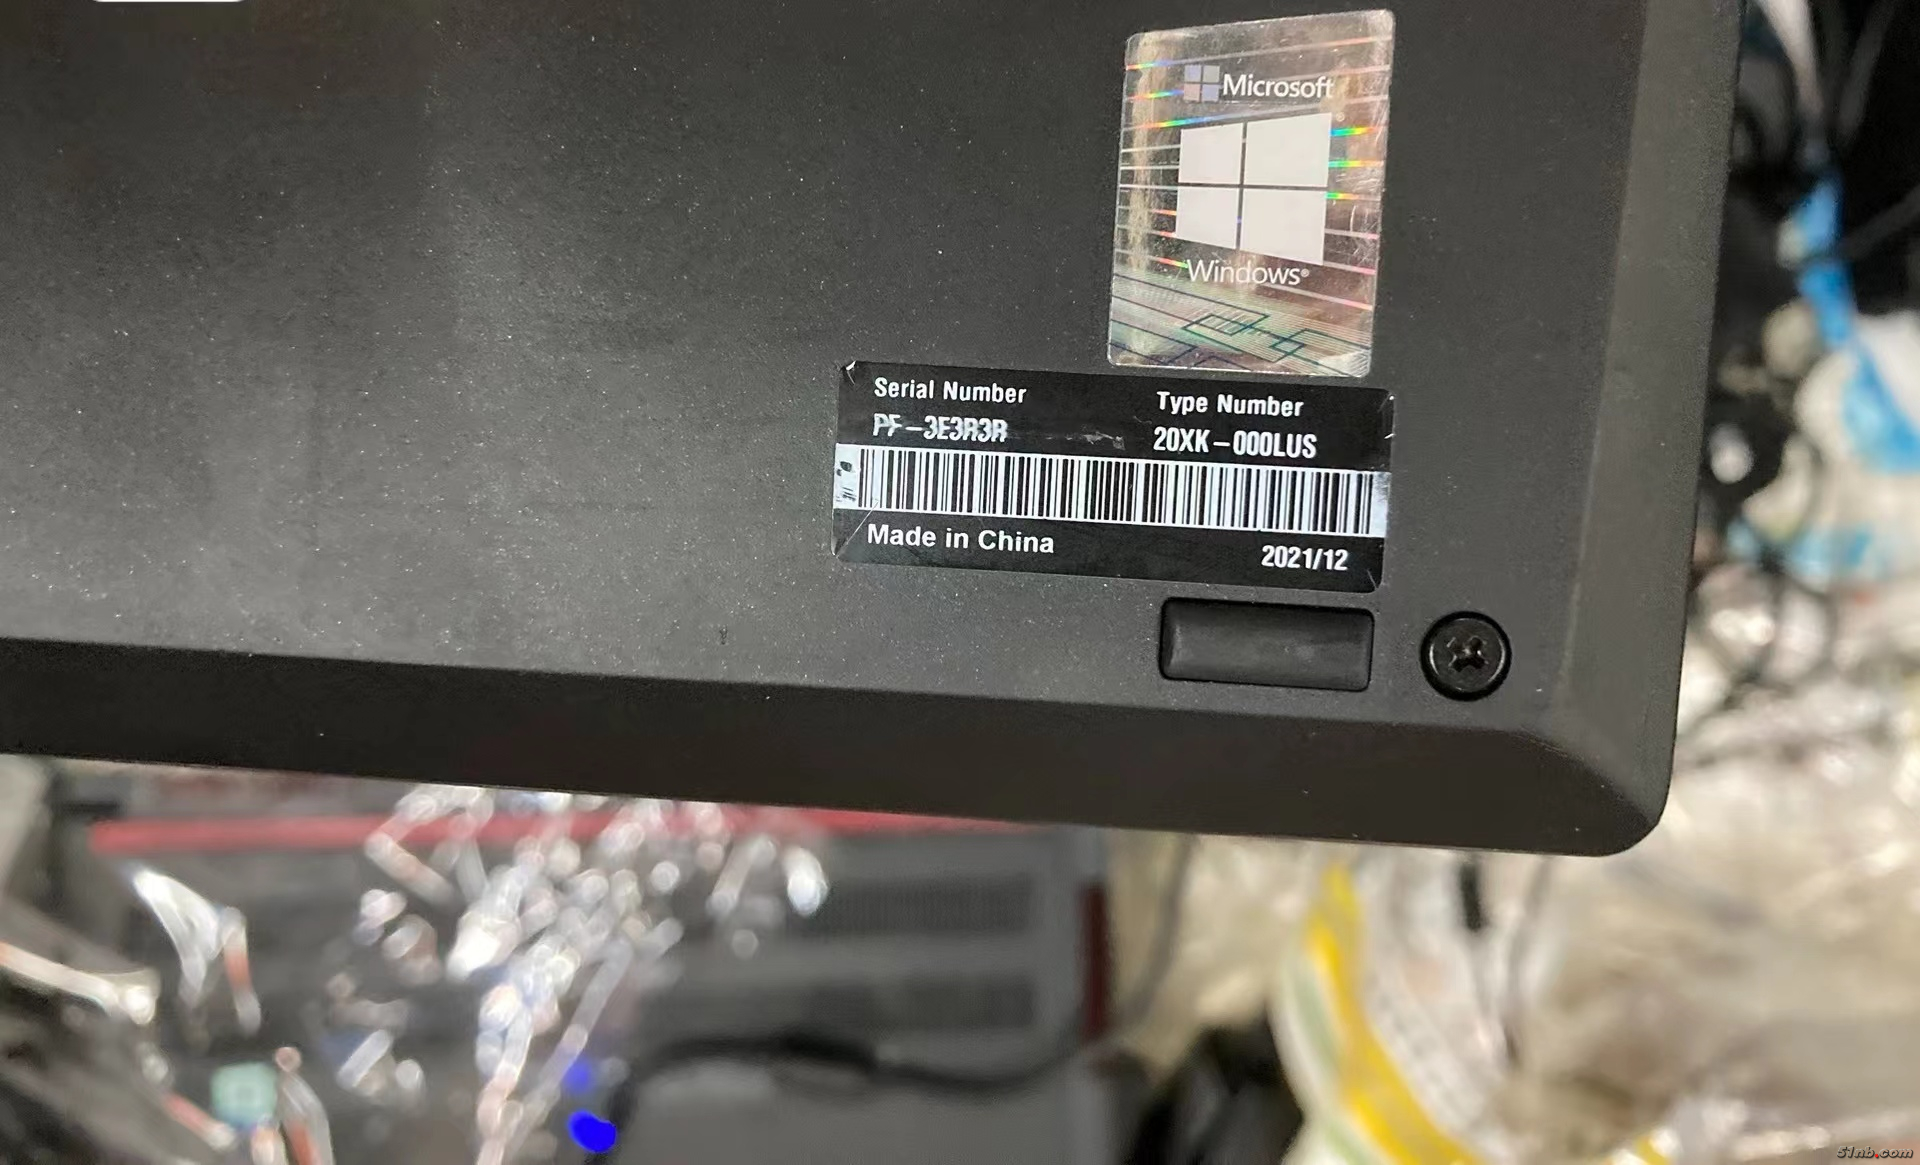 Microsoft
Windows®
Serial Number
PF-3E3R3R
Type Number
20XK-000LUS
Made in China
2021/12
51nb.com